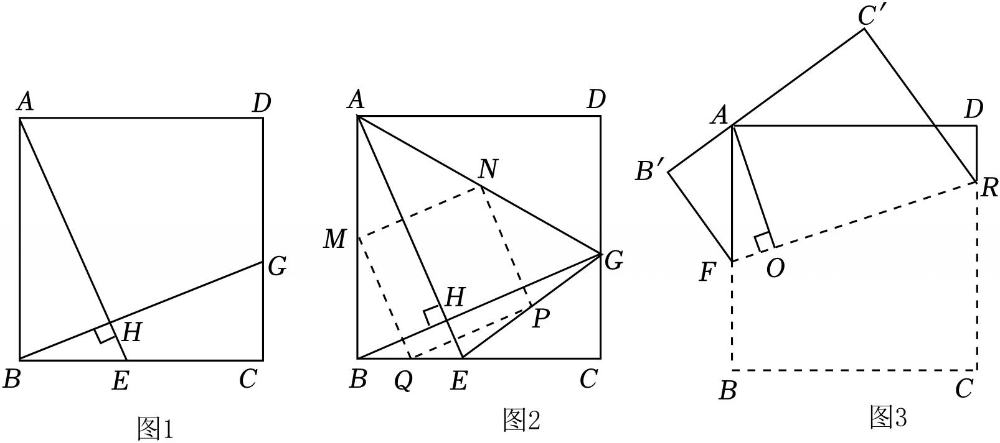 A D G H B E C
图1
A D N M H G P B Q E C
图2
C′ A D B′ R F O B C
图3